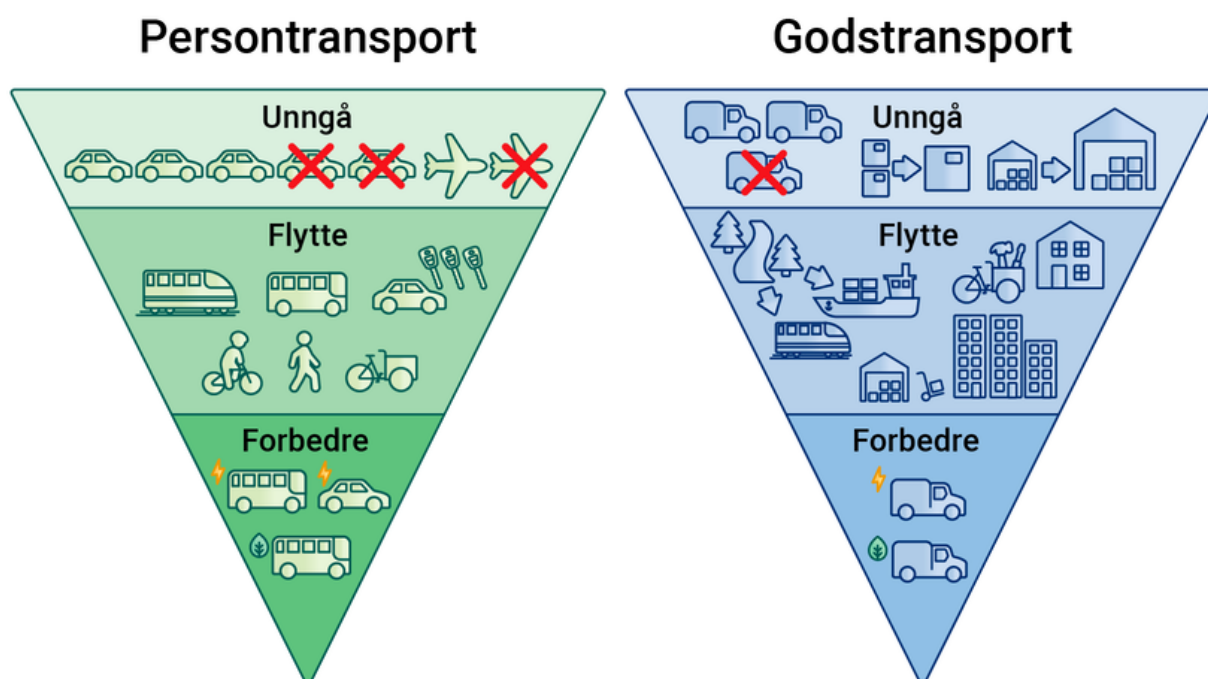 Persontransport
Unngå
Flytte
Forbedre
Godstransport
Unngå
Flytte
Forbedre